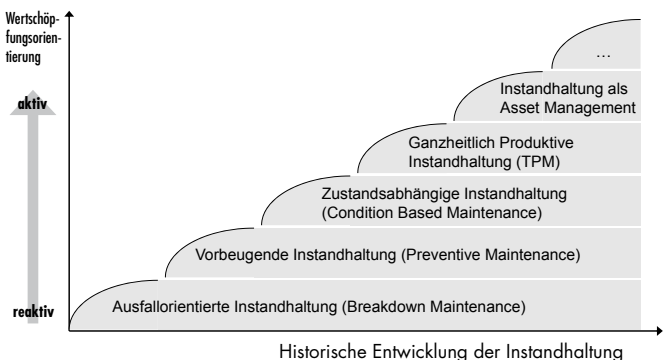 Wertschöp-
fungsorien-
tierung
aktiv
…
Instandhaltung als
Asset Management
Ganzheitlich Produktive
Instandhaltung (TPM)
Zustandsabhängige Instandhaltung
(Condition Based Maintenance)
Vorbeugende Instandhaltung (Preventive Maintenance)
reaktiv
Ausfallorientierte Instandhaltung (Breakdown Maintenance)
Historische Entwicklung der Instandhaltung